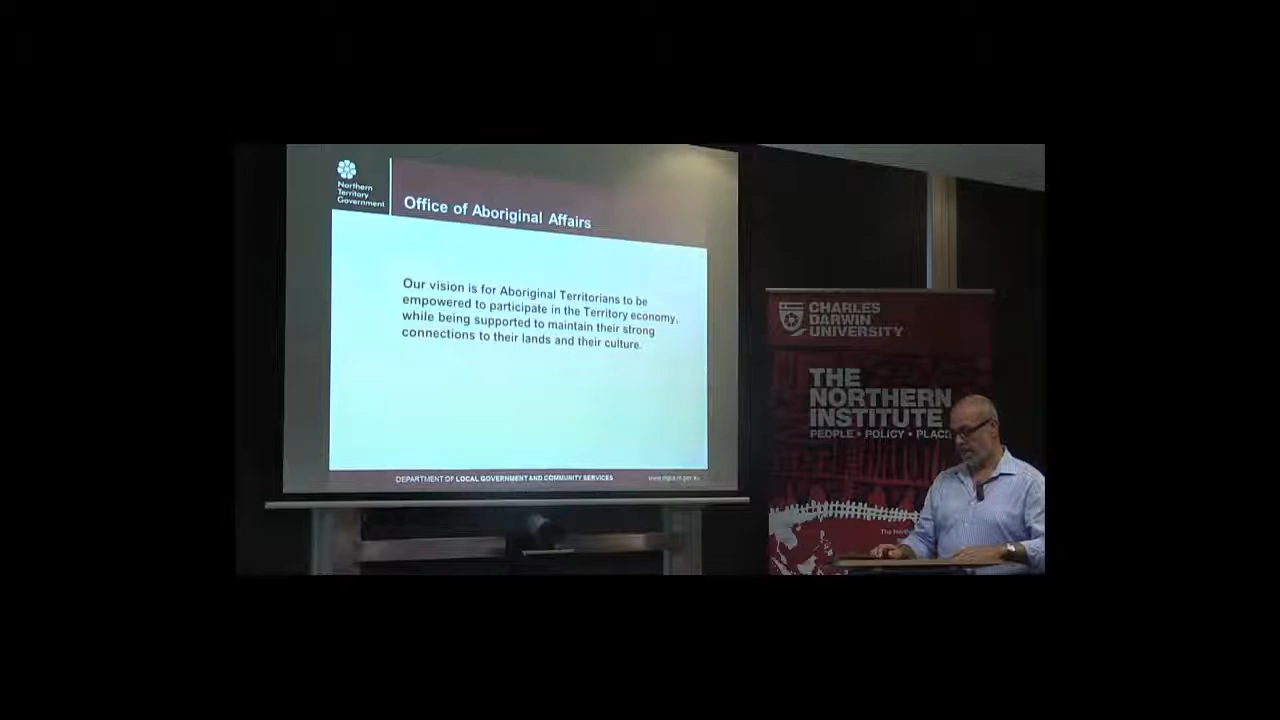 Northern
Territory
Government
Office of Aboriginal Affairs
Our vision is for Aboriginal Territorians to be
empowered to participate in the Territory economy,
while being supported to maintain their strong
connections to their lands and their culture.
DEPARTMENT OF LOCAL GOVERNMENT AND COMMUNITY SERVICES
CHARLES
DARWIN
UNIVERSITY
THE
NORTHERN
INSTITUTE
PEOPLE • POLICY • PLAC